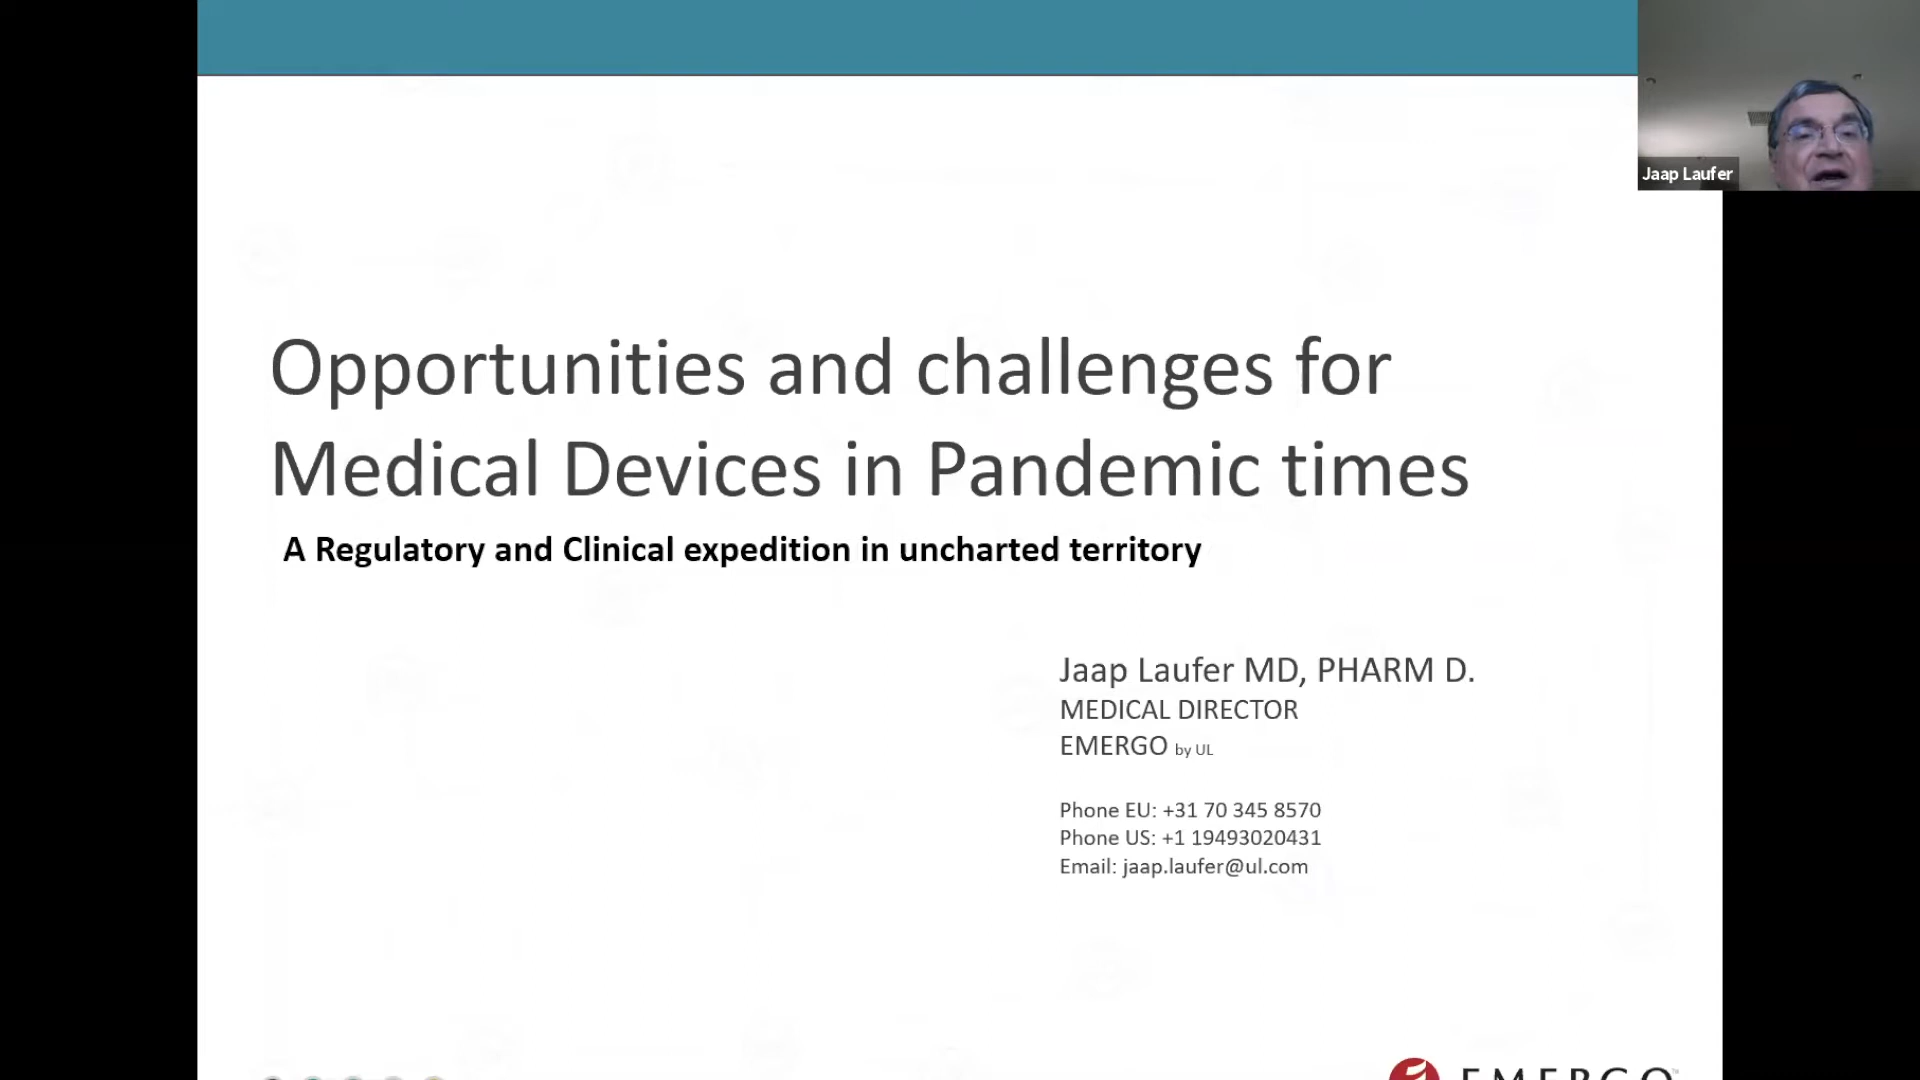 Jaap Laufer
Opportunities and challenges for
Medical Devices in Pandemic times
A Regulatory and Clinical expedition in uncharted territory
Jaap Laufer MD, PHARM D.
MEDICAL DIRECTOR
EMERGO by UL
Phone EU: +31 70 345 8570
Phone US: +1 19493020431
Email: jaap.laufer@ul.com
EMERGO